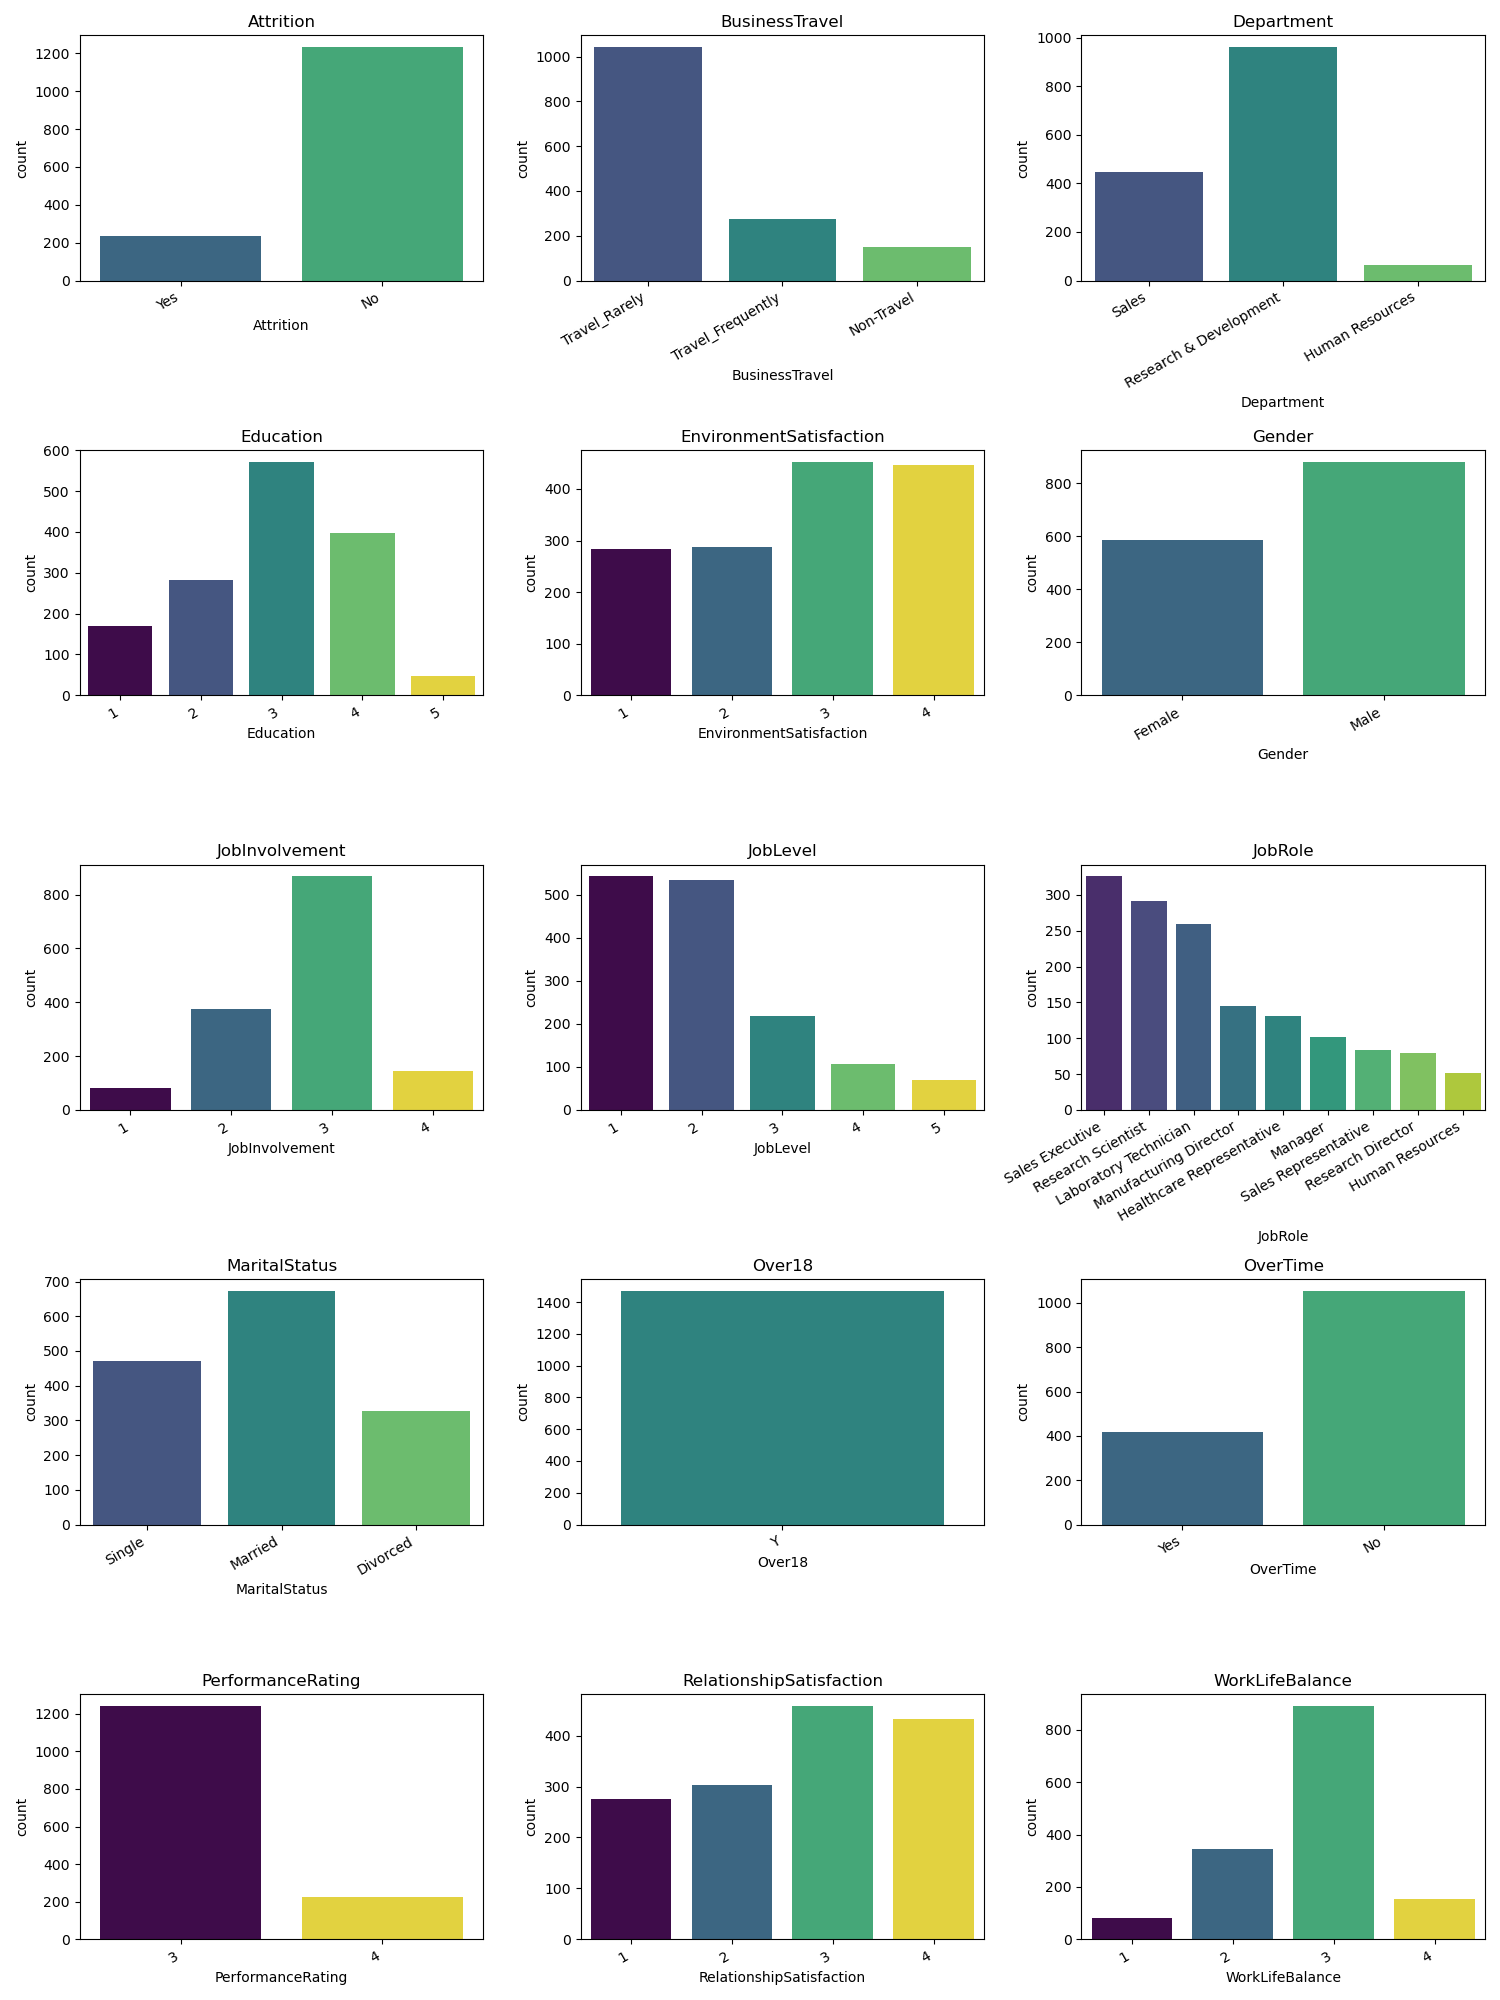 Attrition
1200
1000
800
600
400
200
0
count
Yes
No
Attrition
BusinessTravel
1000
800
600
400
200
0
count
Travel_Rarely
Travel_Frequently
Non-Travel
BusinessTravel
Department
1000
800
600
400
200
0
count
Sales
Research & Development
Human Resources
Department
Education
600
500
400
300
200
100
0
count
1
2
3
4
5
Education
EnvironmentSatisfaction
400
300
200
100
0
count
1
2
3
4
EnvironmentSatisfaction
Gender
800
600
400
200
0
count
Female
Male
Gender
JobInvolvement
800
600
400
200
0
count
1
2
3
4
JobInvolvement
JobLevel
500
400
300
200
100
0
count
1
2
3
4
5
JobLevel
JobRole
300
250
200
150
100
50
0
count
Sales Executive
Research Scientist
Laboratory Technician
Manufacturing Director
Healthcare Representative
Manager
Sales Representative
Research Director
Human Resources
JobRole
MaritalStatus
700
600
500
400
300
200
100
0
count
Single
Married
Divorced
MaritalStatus
Over18
1400
1200
1000
800
600
400
200
0
count
Y
Over18
OverTime
1000
800
600
400
200
0
count
Yes
No
OverTime
PerformanceRating
1200
1000
800
600
400
200
0
count
3
4
PerformanceRating
RelationshipSatisfaction
400
300
200
100
0
count
1
2
3
4
RelationshipSatisfaction
WorkLifeBalance
800
600
400
200
0
count
1
2
3
4
WorkLifeBalance